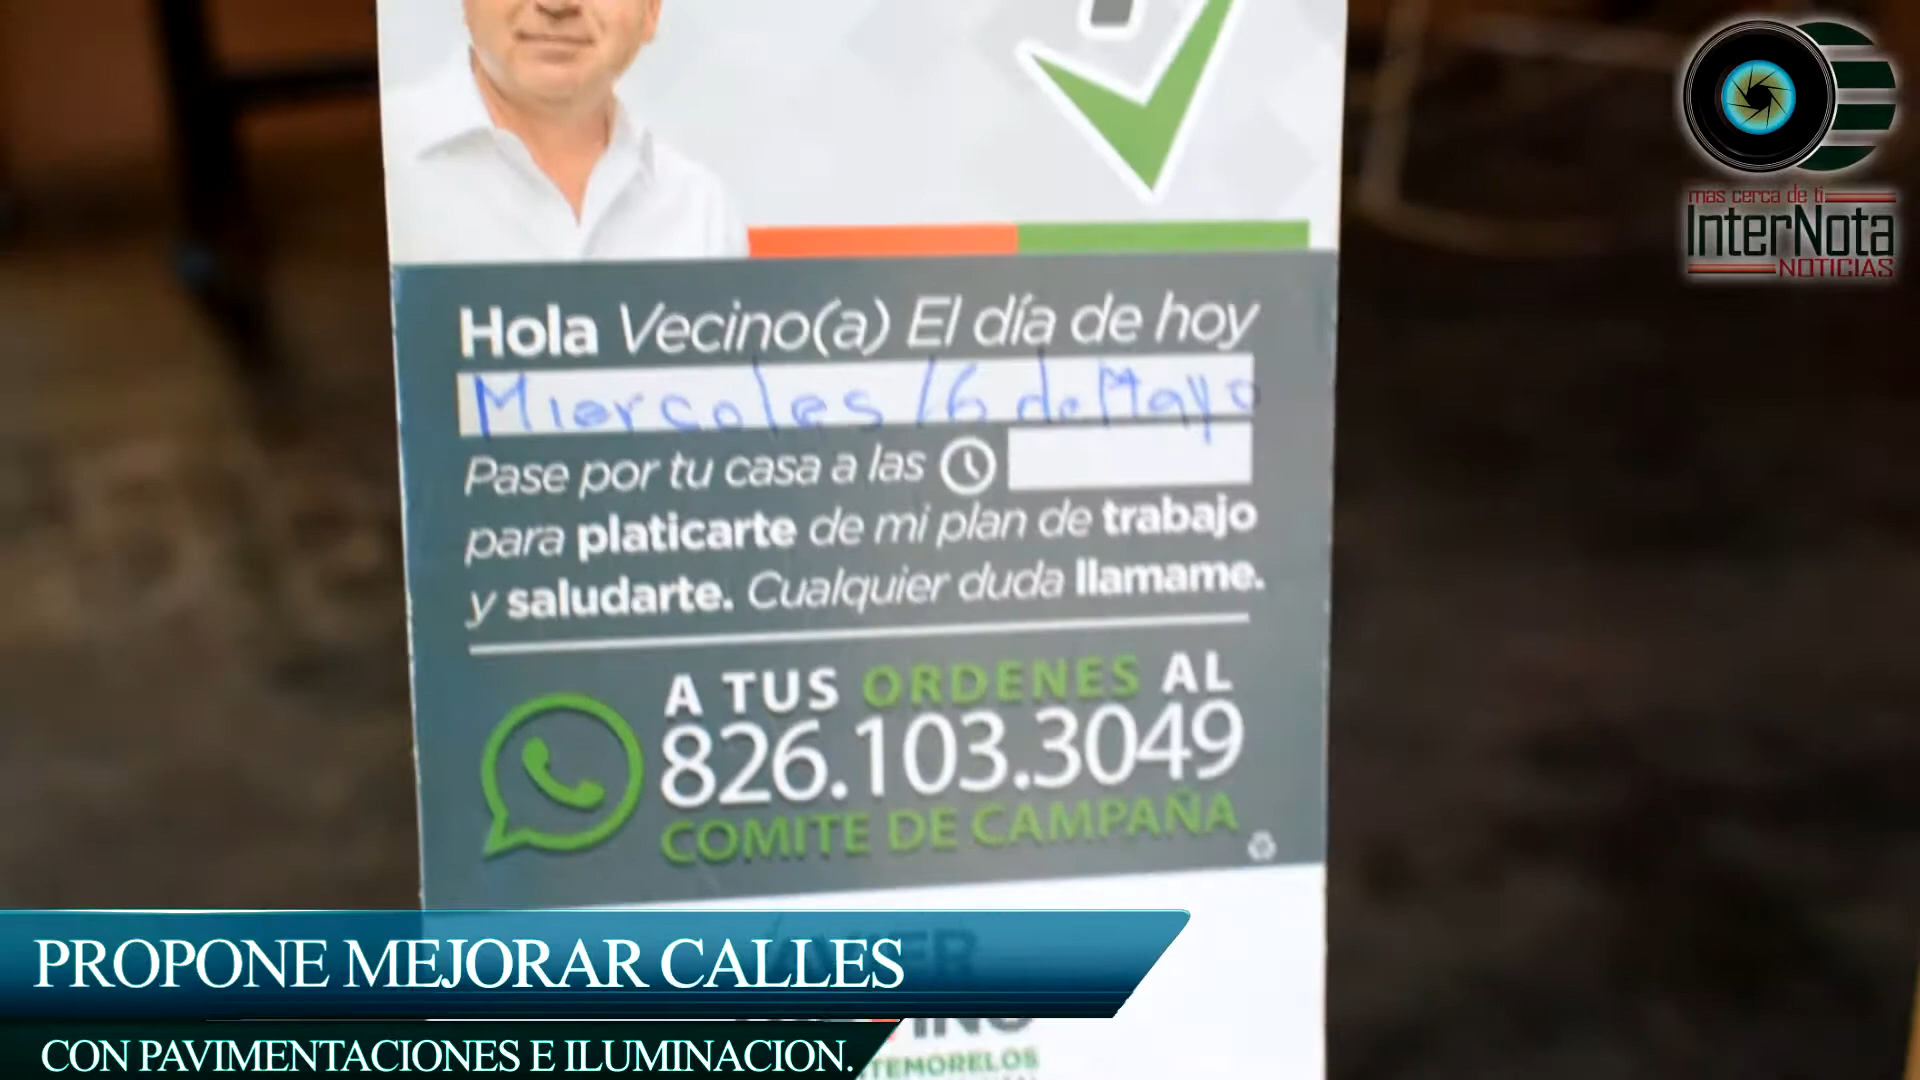 mas cerca de ti
InterNota
NOTICIAS
Hola Vecino(a) El día de hoy
Miercoles 16 de Mayo
Pase por tu casa a las
para platicarte de mi plan de trabajo
y saludarte. Cualquier duda llamame.
A TUS ORDENES AL
826.103.3049
COMITE DE CAMPAÑA
PROPONE MEJORAR CALLES
CON PAVIMENTACIONES E ILUMINACION.